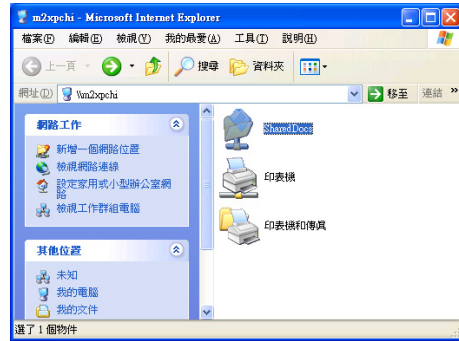 m2xpchi - Microsoft Internet Explorer
檔案(F) 編輯(E) 檢視(V) 我的最愛(A) 工具(T) 說明(H)
上一頁 搜尋 資料夾
網址(D) \\m2xpchi 移至 連結 »
網路工作
新增一個網路位置
檢視網路連線
設定家用或小型辦公室網
路
檢視工作群組電腦
其他位置
未知
我的電腦
我的文件
SharedDocs
印表機
印表機和傳真
選了 1 個物件